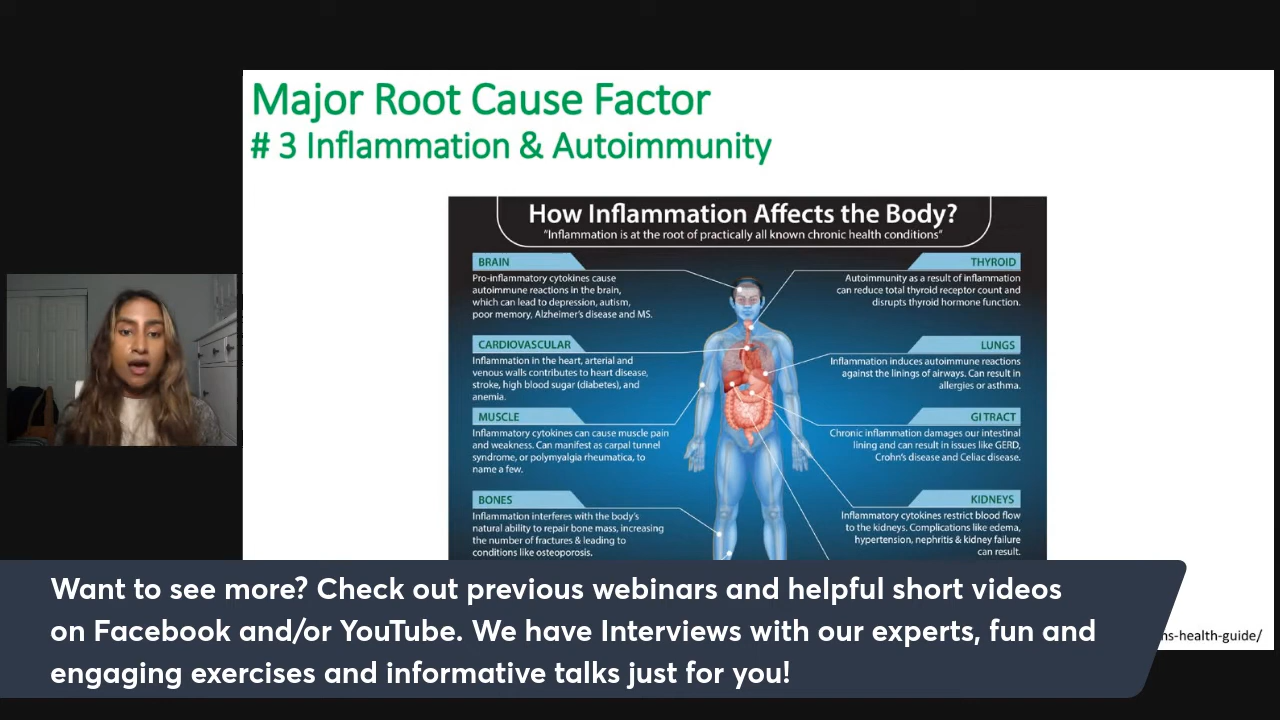 Major Root Cause Factor
# 3 Inflammation & Autoimmunity
How Inflammation Affects the Body?
"Inflammation is at the root of practically all known chronic health conditions"
BRAIN
Pro-inflammatory cytokines cause
autoimmune reactions in the brain,
which can lead to depression, autism,
poor memory, Alzheimer's disease and MS.
THYROID
Autoimmunity as a result of inflammation
can reduce total thyroid receptor count and
disrupts thyroid hormone function.
CARDIOVASCULAR
Inflammation in the heart, arterial and
venous walls contributes to heart disease,
stroke, high blood sugar (diabetes), and
anemia.
LUNGS
Inflammation induces autoimmune reactions
against the linings of airways. Can result in
allergies or asthma.
MUSCLE
Inflammatory cytokines can cause muscle pain
and weakness. Can manifest as carpal tunnel
syndrome, or polymyalgia rheumatica, to
name a few.
GI TRACT
Chronic inflammation damages our intestinal
lining and can result in issues like GERD,
Crohn's disease and Celiac disease.
BONES
Inflammation interferes with the body's
natural ability to repair bone mass, increasing
the number of fractures & leading to
conditions like osteoporosis.
KIDNEYS
Inflammatory cytokines restrict blood flow
to the kidneys. Complications like edema,
hypertension, nephritis & kidney failure
can result.
-health-guide/
Want to see more? Check out previous webinars and helpful short videos
on Facebook and/or YouTube. We have Interviews with our experts, fun and
engaging exercises and informative talks just for you!